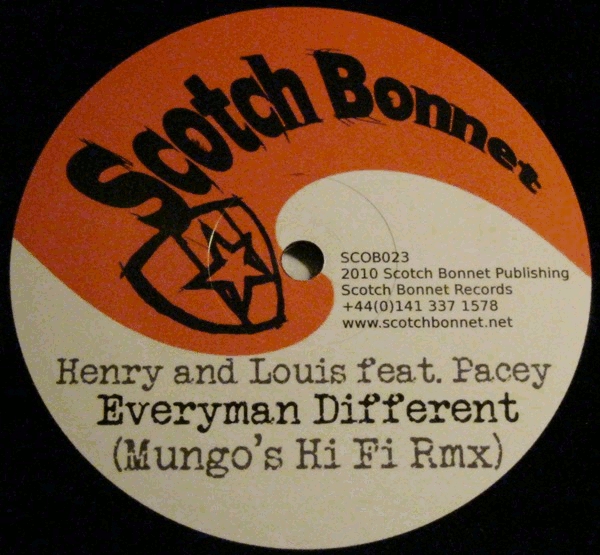 Scotch Bonnet
SCOB023
2010 Scotch Bonnet Publishing
Scotch Bonnet Records
+44(0)141 337 1578
www.scotchbonnet.net
Henry and Louis feat. Pacey
Everyman Different
(Mungo's Hi Fi Rmx)